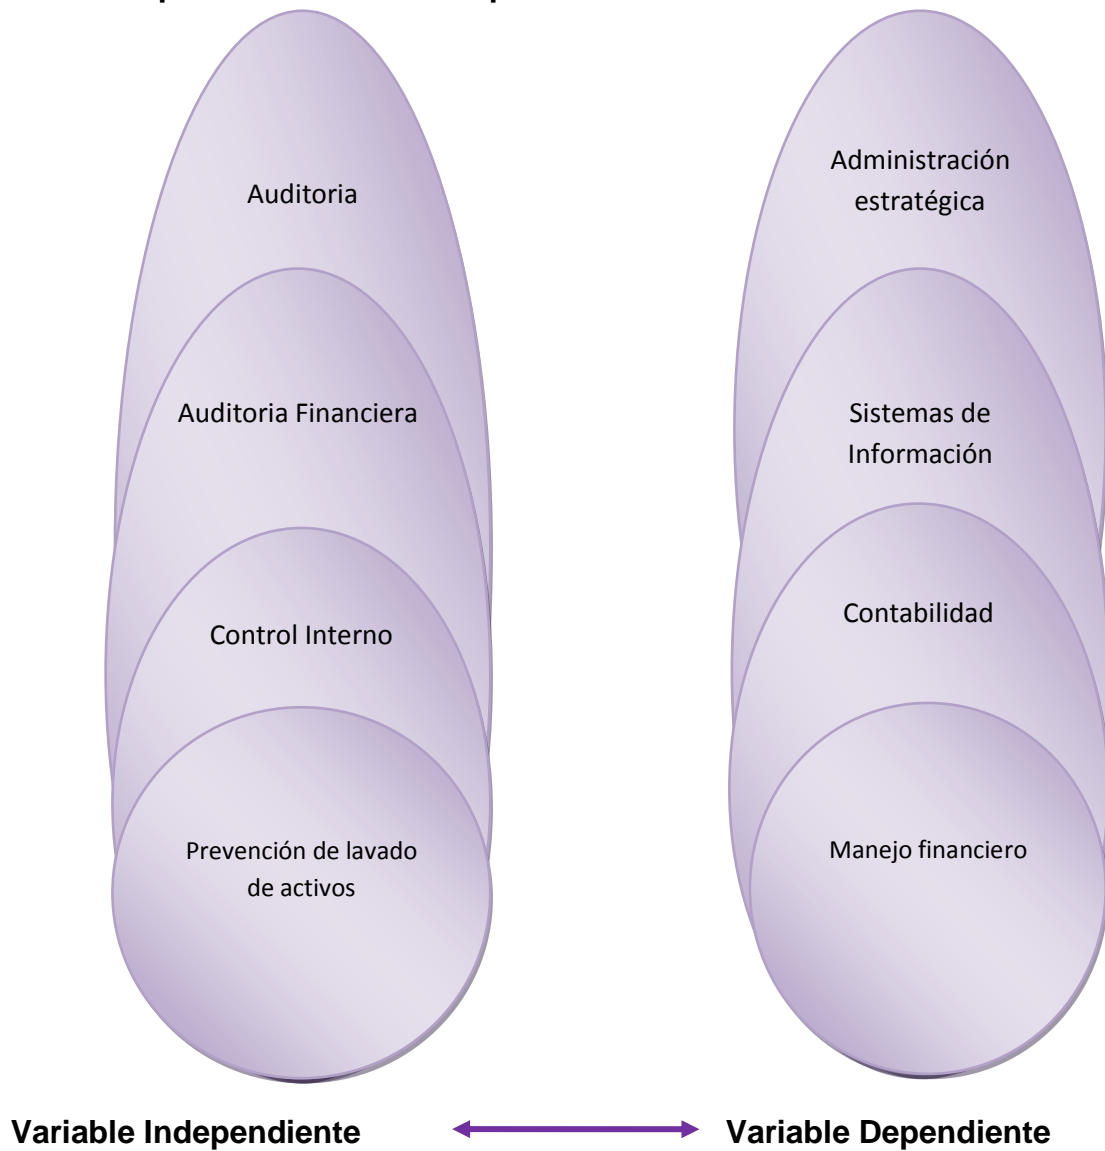 Auditoria
Administración
estratégica
Auditoria Financiera
Sistemas de
Información
Control Interno
Contabilidad
Prevención de lavado
de activos
Manejo financiero
Variable Independiente
Variable Dependiente